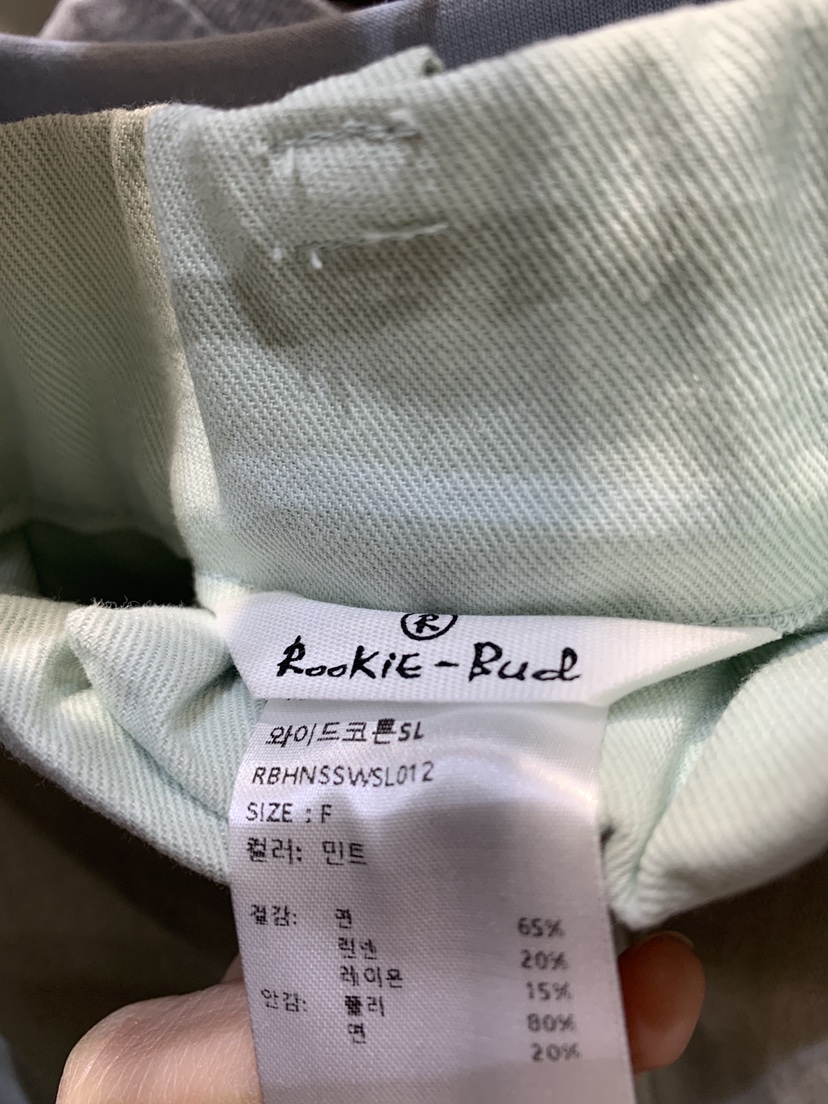 ®
ROOKiE-Bud
와이드코튼SL
RBHNSSWSL012
SIZE : F
컬러: 민트
겉감: 면 65%
린넨 20%
레이온 15%
안감: 폴리 80%
면 20%